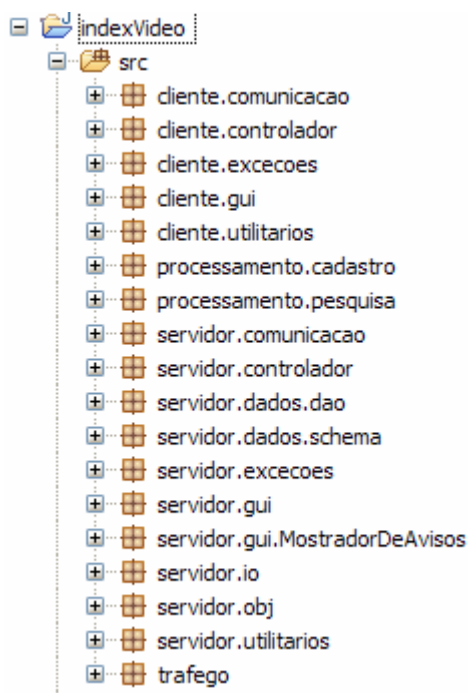 indexVideo
src
cliente.comunicacao
cliente.controlador
cliente.excecoes
cliente.gui
cliente.utilitarios
processamento.cadastro
processamento.pesquisa
servidor.comunicacao
servidor.controlador
servidor.dados.dao
servidor.dados.schema
servidor.excecoes
servidor.gui
servidor.gui.MostradorDeAvisos
servidor.io
servidor.obj
servidor.utilitarios
trafego